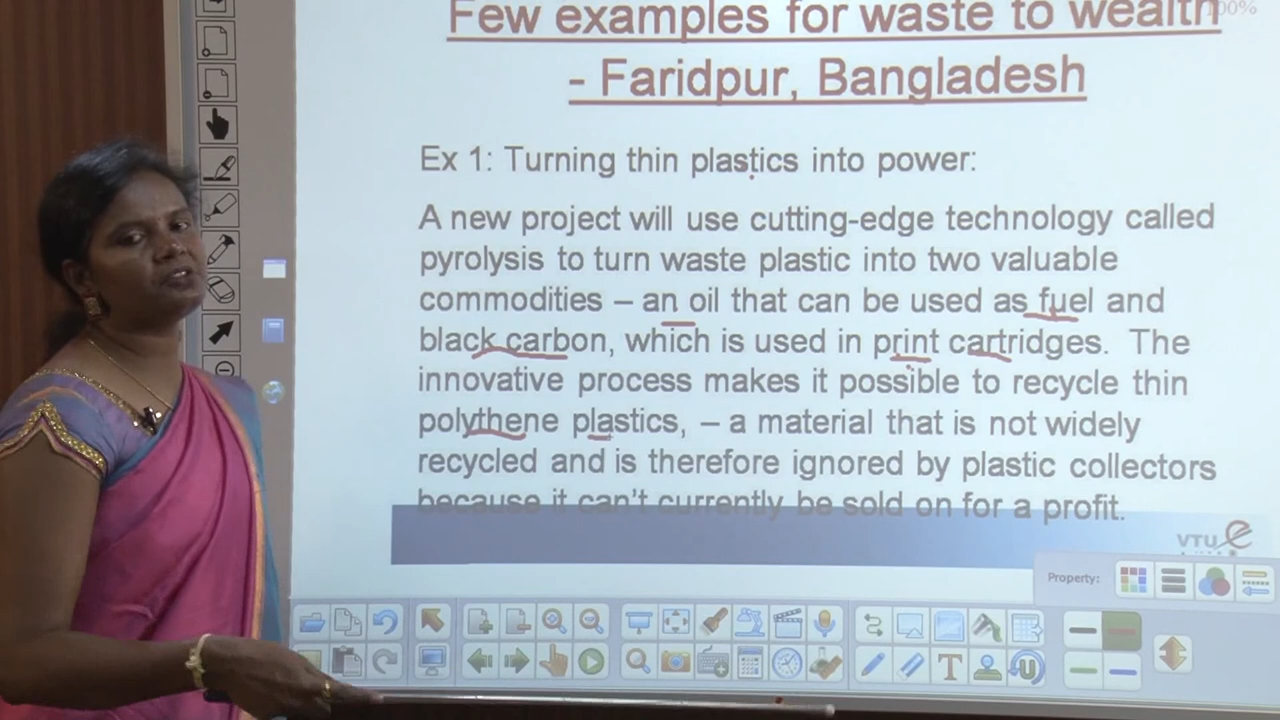 Few examples for waste to wealth
100%
- Faridpur, Bangladesh
Ex 1: Turning thin plastics into power:
A new project will use cutting-edge technology called
pyrolysis to turn waste plastic into two valuable
commodities – an oil that can be used as fuel and
black carbon, which is used in print cartridges. The
innovative process makes it possible to recycle thin
polythene plastics, – a material that is not widely
recycled and is therefore ignored by plastic collectors
because it can't currently be sold on for a profit.
VTU e
Property: